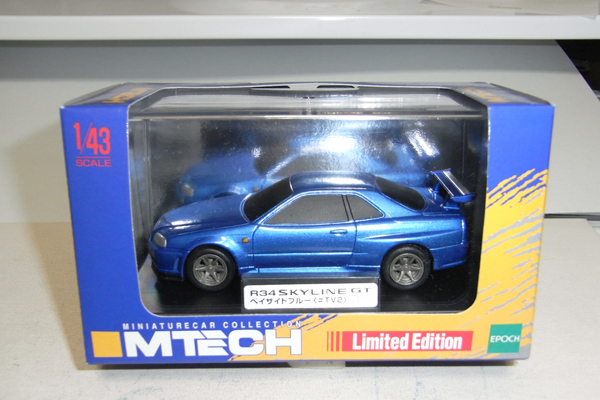 1/43
SCALE
R34 SKYLINE GT
ベイサイドブルー〈#TV2〉
MINIATURECAR COLLECTION
MTECH
Limited Edition
EPOCH